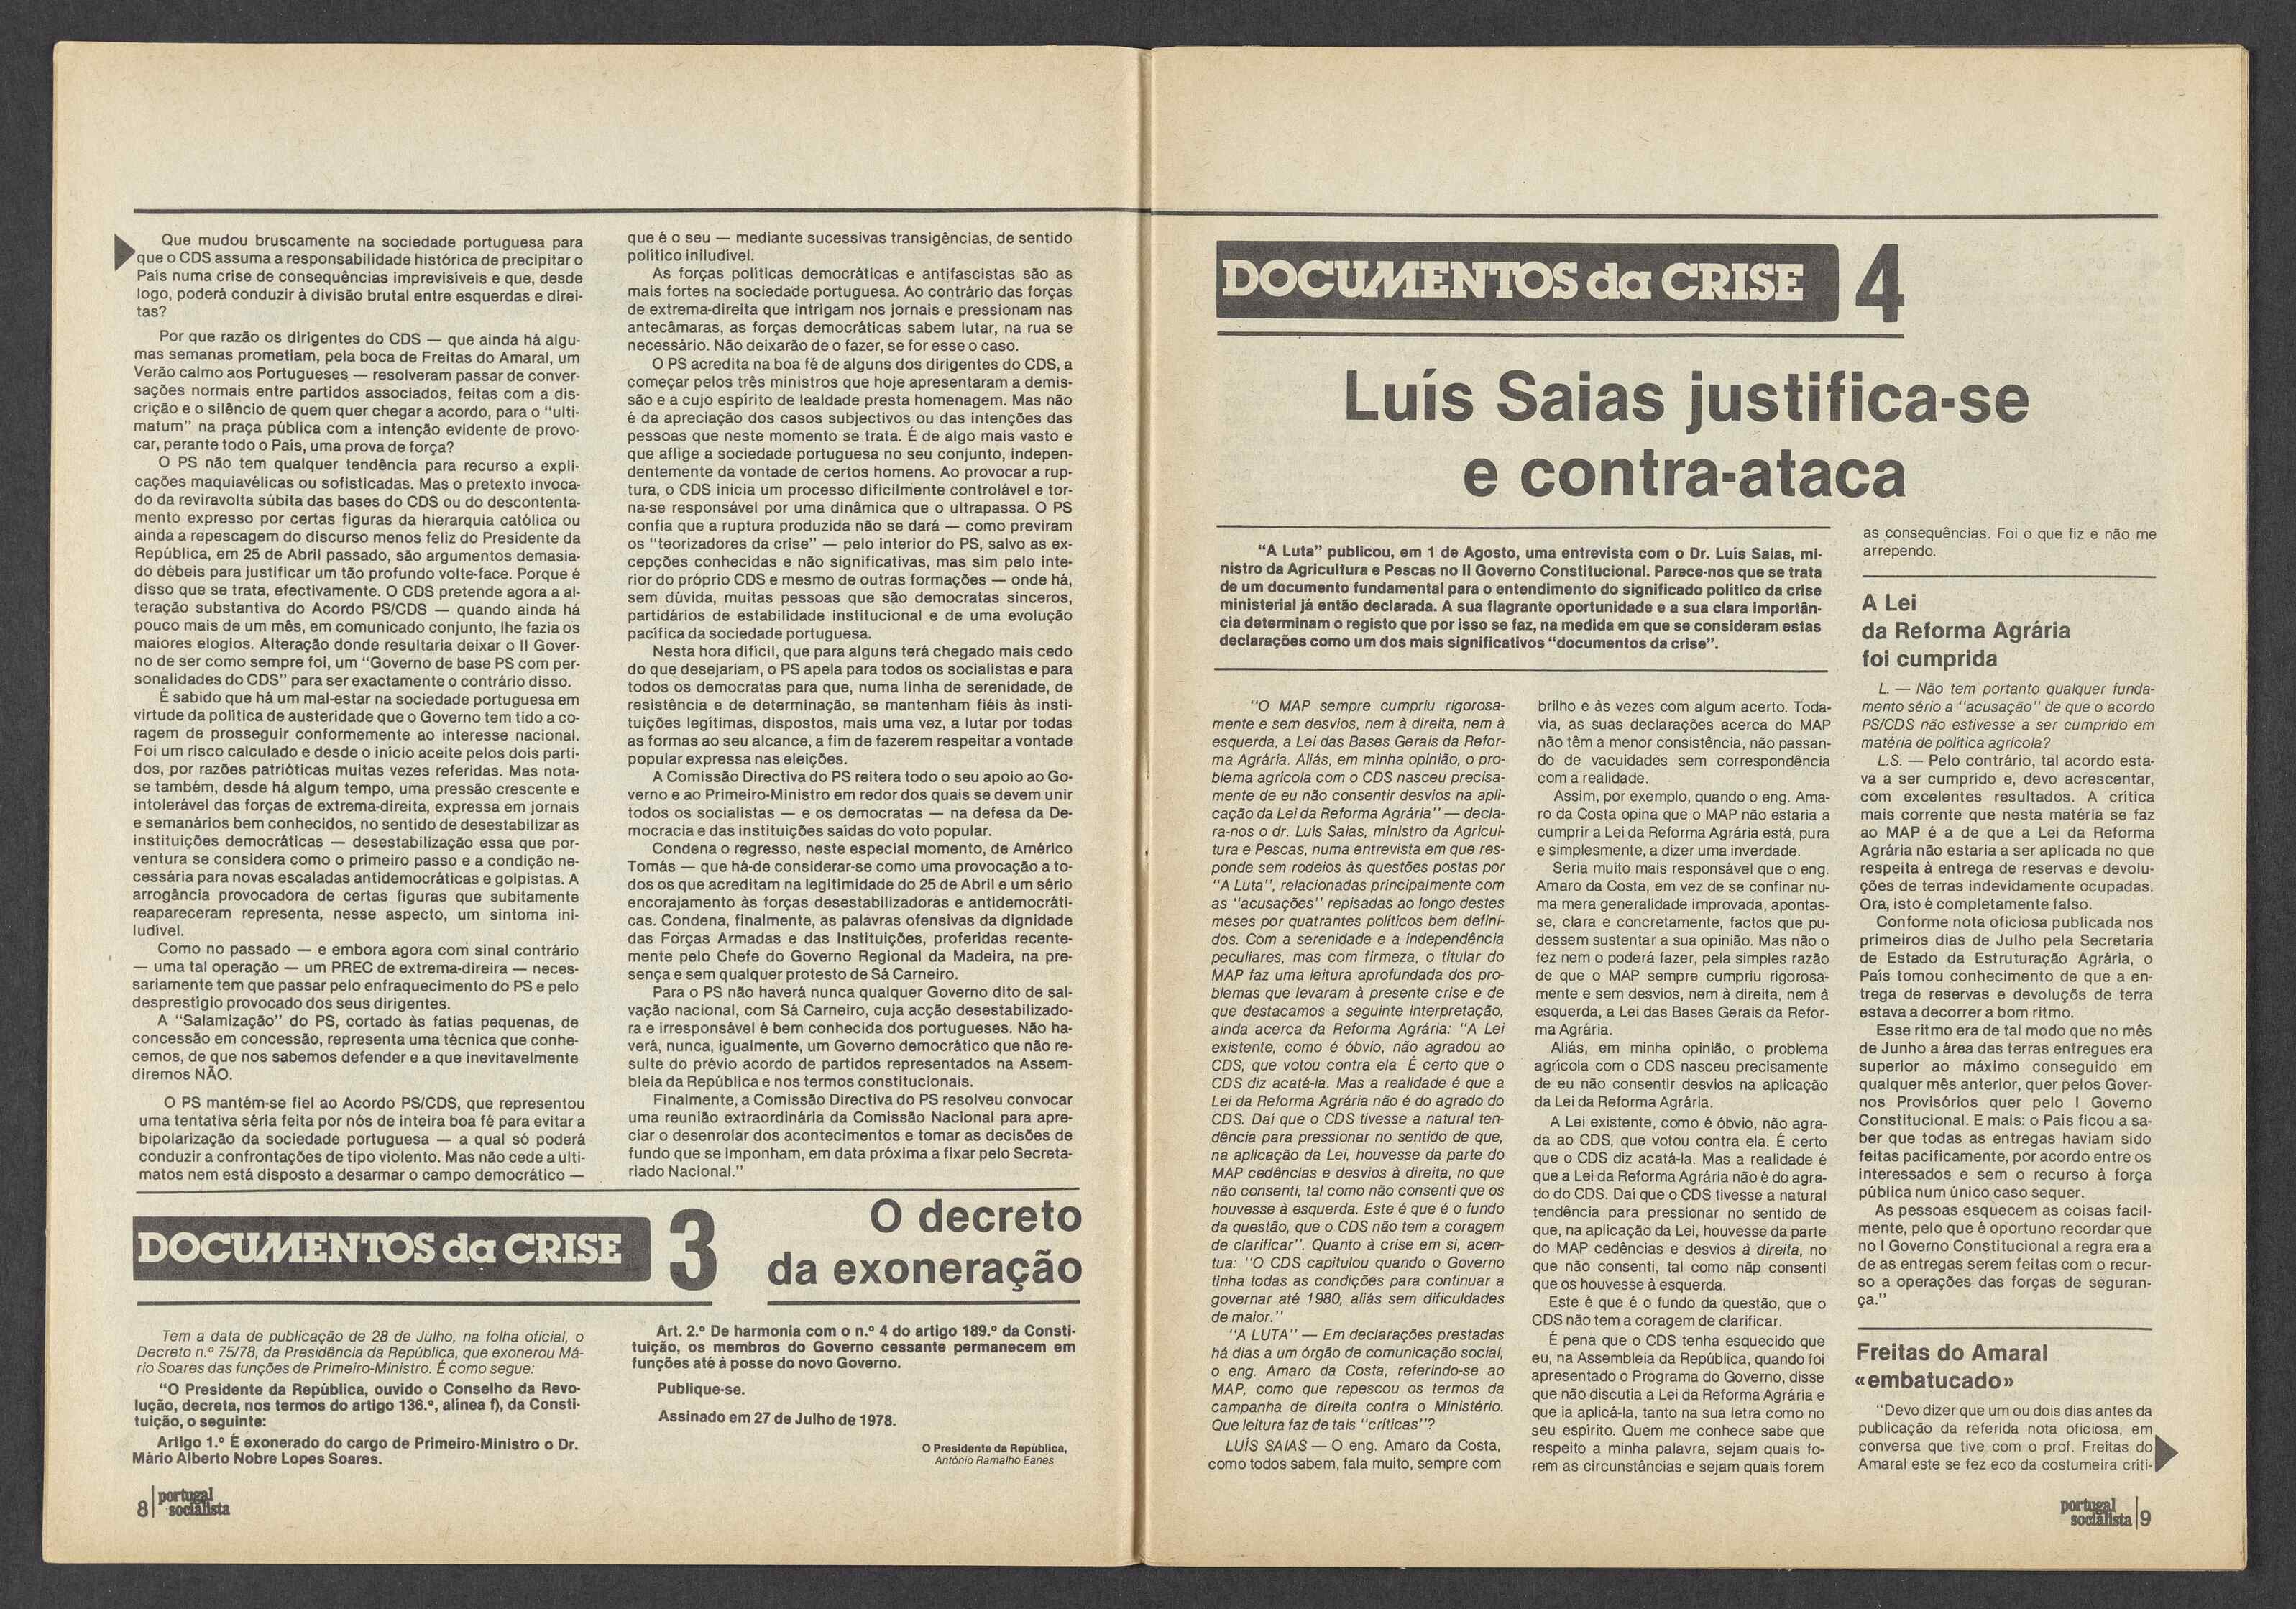 Que mudou bruscamente na sociedade portuguesa para
que o CDS assuma a responsabilidade histórica de precipitar o
País numa crise de consequências imprevisíveis e que, desde
logo, poderá conduzir à divisão brutal entre esquerdas e direi-
tas?
Por que razão os dirigentes do CDS — que ainda há algu-
mas semanas prometiam, pela boca de Freitas do Amaral, um
Verão calmo aos Portugueses — resolveram passar de conver-
sações normais entre partidos associados, feitas com a dis-
crição e o silêncio de quem quer chegar a acordo, para o "ulti-
matum" na praça pública com a intenção evidente de provo-
car, perante todo o País, uma prova de força?
O PS não tem qualquer tendência para recurso a expli-
cações maquiavélicas ou sofisticadas. Mas o pretexto invoca-
do da reviravolta súbita das bases do CDS ou do descontenta-
mento expresso por certas figuras da hierarquia católica ou
ainda a repescagem do discurso menos feliz do Presidente da
República, em 25 de Abril passado, são argumentos demasia-
do débeis para justificar um tão profundo volte-face. Porque é
disso que se trata, efectivamente. O CDS pretende agora a al-
teração substantiva do Acordo PS/CDS — quando ainda há
pouco mais de um mês, em comunicado conjunto, lhe fazia os
maiores elogios. Alteração donde resultaria deixar o II Gover-
no de ser como sempre foi, um "Governo de base PS com per-
sonalidades do CDS" para ser exactamente o contrário disso.
É sabido que há um mal-estar na sociedade portuguesa em
virtude da política de austeridade que o Governo tem tido a co-
ragem de prosseguir conformemente ao interesse nacional.
Foi um risco calculado e desde o início aceite pelos dois parti-
dos, por razões patrióticas muitas vezes referidas. Mas nota-
se também, desde há algum tempo, uma pressão crescente e
intolerável das forças de extrema-direita, expressa em jornais
e semanários bem conhecidos, no sentido de desestabilizar as
instituições democráticas — desestabilização essa que por-
ventura se considera como o primeiro passo e a condição ne-
cessária para novas escaladas antidemocráticas e golpistas. A
arrogância provocadora de certas figuras que subitamente
reapareceram representa, nesse aspecto, um sintoma ini-
ludível.
Como no passado — e embora agora com sinal contrário
— uma tal operação — um PREC de extrema-direira — neces-
sariamente tem que passar pelo enfraquecimento do PS e pelo
desprestígio provocado dos seus dirigentes.
A "Salamização" do PS, cortado às fatias pequenas, de
concessão em concessão, representa uma técnica que conhe-
cemos, de que nos sabemos defender e a que inevitavelmente
diremos NÃO.
O PS mantém-se fiel ao Acordo PS/CDS, que representou
uma tentativa séria feita por nós de inteira boa fé para evitar a
bipolarização da sociedade portuguesa — a qual só poderá
conduzir a confrontações de tipo violento. Mas não cede a ulti-
matos nem está disposto a desarmar o campo democrático —
que é o seu — mediante sucessivas transigências, de sentido
político iniludível.
As forças políticas democráticas e antifascistas são as
mais fortes na sociedade portuguesa. Ao contrário das forças
de extrema-direita que intrigam nos jornais e pressionam nas
antecâmaras, as forças democráticas sabem lutar, na rua se
necessário. Não deixarão de o fazer, se for esse o caso.
O PS acredita na boa fé de alguns dos dirigentes do CDS, a
começar pelos três ministros que hoje apresentaram a demis-
são e a cujo espírito de lealdade presta homenagem. Mas não
é da apreciação dos casos subjectivos ou das intenções das
pessoas que neste momento se trata. É de algo mais vasto e
que aflige a sociedade portuguesa no seu conjunto, indepen-
dentemente da vontade de certos homens. Ao provocar a rup-
tura, o CDS inicia um processo dificilmente controlável e tor-
na-se responsável por uma dinâmica que o ultrapassa. O PS
confia que a ruptura produzida não se dará — como previram
os "teorizadores da crise" — pelo interior do PS, salvo as ex-
cepções conhecidas e não significativas, mas sim pelo inte-
rior do próprio CDS e mesmo de outras formações — onde há,
sem dúvida, muitas pessoas que são democratas sinceros,
partidários de estabilidade institucional e de uma evolução
pacífica da sociedade portuguesa.
Nesta hora difícil, que para alguns terá chegado mais cedo
do que desejariam, o PS apela para todos os socialistas e para
todos os democratas para que, numa linha de serenidade, de
resistência e de determinação, se mantenham fiéis às insti-
tuições legítimas, dispostos, mais uma vez, a lutar por todas
as formas ao seu alcance, a fim de fazerem respeitar a vontade
popular expressa nas eleições.
A Comissão Directiva do PS reitera todo o seu apoio ao Go-
verno e ao Primeiro-Ministro em redor dos quais se devem unir
todos os socialistas — e os democratas — na defesa da De-
mocracia e das instituições saídas do voto popular.
Condena o regresso, neste especial momento, de Américo
Tomás — que há-de considerar-se como uma provocação a to-
dos os que acreditam na legitimidade do 25 de Abril e um sério
encorajamento às forças desestabilizadoras e antidemocráti-
cas. Condena, finalmente, as palavras ofensivas da dignidade
das Forças Armadas e das Instituições, proferidas recente-
mente pelo Chefe do Governo Regional da Madeira, na pre-
sença e sem qualquer protesto de Sá Carneiro.
Para o PS não haverá nunca qualquer Governo dito de sal-
vação nacional, com Sá Carneiro, cuja acção desestabilizado-
ra e irresponsável é bem conhecida dos portugueses. Não ha-
verá, nunca, igualmente, um Governo democrático que não re-
sulte do prévio acordo de partidos representados na Assem-
bleia da República e nos termos constitucionais.
Finalmente, a Comissão Directiva do PS resolveu convocar
uma reunião extraordinária da Comissão Nacional para apre-
ciar o desenrolar dos acontecimentos e tomar as decisões de
fundo que se imponham, em data próxima a fixar pelo Secreta-
riado Nacional."
DOCUMENTOS da CRISE 3
O decreto
da exoneração
Tem a data de publicação de 28 de Julho, na folha oficial, o
Decreto n.º 75/78, da Presidência da República, que exonerou Má-
rio Soares das funções de Primeiro-Ministro. É como segue:
"O Presidente da República, ouvido o Conselho da Revo-
lução, decreta, nos termos do artigo 136.º, alínea f), da Consti-
tuição, o seguinte:
Artigo 1.º É exonerado do cargo de Primeiro-Ministro o Dr.
Mário Alberto Nobre Lopes Soares.
Art. 2.º De harmonia com o n.º 4 do artigo 189.º da Consti-
tuição, os membros do Governo cessante permanecem em
funções até à posse do novo Governo.
Publique-se.
Assinado em 27 de Julho de 1978.
O Presidente da República,
António Ramalho Eanes
8 portugal
socialista
DOCUMENTOS da CRISE 4
Luís Saias justifica-se
e contra-ataca
"A Luta" publicou, em 1 de Agosto, uma entrevista com o Dr. Luís Saias, mi-
nistro da Agricultura e Pescas no II Governo Constitucional. Parece-nos que se trata
de um documento fundamental para o entendimento do significado político da crise
ministerial já então declarada. A sua flagrante oportunidade e a sua clara importân-
cia determinam o registo que por isso se faz, na medida em que se consideram estas
declarações como um dos mais significativos "documentos da crise".
"O MAP sempre cumpriu rigorosa-
mente e sem desvios, nem à direita, nem à
esquerda, a Lei das Bases Gerais da Refor-
ma Agrária. Aliás, em minha opinião, o pro-
blema agrícola com o CDS nasceu precisa-
mente de eu não consentir desvios na apli-
cação da Lei da Reforma Agrária" — decla-
ra-nos o dr. Luís Saias, ministro da Agricul-
tura e Pescas, numa entrevista em que res-
ponde sem rodeios às questões postas por
"A Luta", relacionadas principalmente com
as "acusações" repisadas ao longo destes
meses por quatrantes políticos bem defini-
dos. Com a serenidade e a independência
peculiares, mas com firmeza, o titular do
MAP faz uma leitura aprofundada dos pro-
blemas que levaram à presente crise e de
que destacamos a seguinte interpretação,
ainda acerca da Reforma Agrária: "A Lei
existente, como é óbvio, não agradou ao
CDS, que votou contra ela É certo que o
CDS diz acatá-la. Mas a realidade é que a
Lei da Reforma Agrária não é do agrado do
CDS. Daí que o CDS tivesse a natural ten-
dência para pressionar no sentido de que,
na aplicação da Lei, houvesse da parte do
MAP cedências e desvios à direita, no que
não consenti, tal como não consenti que os
houvesse à esquerda. Este é que é o fundo
da questão, que o CDS não tem a coragem
de clarificar". Quanto à crise em si, acen-
tua: "O CDS capitulou quando o Governo
tinha todas as condições para continuar a
governar até 1980, aliás sem dificuldades
de maior."
"A LUTA" — Em declarações prestadas
há dias a um órgão de comunicação social,
o eng. Amaro da Costa, referindo-se ao
MAP, como que repescou os termos da
campanha de direita contra o Ministério.
Que leitura faz de tais "críticas"?
LUÍS SAIAS — O eng. Amaro da Costa,
como todos sabem, fala muito, sempre com
brilho e às vezes com algum acerto. Toda-
via, as suas declarações acerca do MAP
não têm a menor consistência, não passan-
do de vacuidades sem correspondência
com a realidade.
Assim, por exemplo, quando o eng. Ama-
ro da Costa opina que o MAP não estaria a
cumprir a Lei da Reforma Agrária está, pura
e simplesmente, a dizer uma inverdade.
Seria muito mais responsável que o eng.
Amaro da Costa, em vez de se confinar nu-
ma mera generalidade improvada, apontas-
se, clara e concretamente, factos que pu-
dessem sustentar a sua opinião. Mas não o
fez nem o poderá fazer, pela simples razão
de que o MAP sempre cumpriu rigorosa-
mente e sem desvios, nem à direita, nem à
esquerda, a Lei das Bases Gerais da Refor-
ma Agrária.
Aliás, em minha opinião, o problema
agrícola com o CDS nasceu precisamente
de eu não consentir desvios na aplicação
da Lei da Reforma Agrária.
A Lei existente, como é óbvio, não agra-
da ao CDS, que votou contra ela. É certo
que o CDS diz acatá-la. Mas a realidade é
que a Lei da Reforma Agrária não é do agra-
do do CDS. Daí que o CDS tivesse a natural
tendência para pressionar no sentido de
que, na aplicação da Lei, houvesse da parte
do MAP cedências e desvios à direita, no
que não consenti, tal como nãp consenti
que os houvesse à esquerda.
Este é que é o fundo da questão, que o
CDS não tem a coragem de clarificar.
É pena que o CDS tenha esquecido que
eu, na Assembleia da República, quando foi
apresentado o Programa do Governo, disse
que não discutia a Lei da Reforma Agrária e
que ia aplicá-la, tanto na sua letra como no
seu espírito. Quem me conhece sabe que
respeito a minha palavra, sejam quais fo-
rem as circunstâncias e sejam quais forem
as consequências. Foi o que fiz e não me
arrependo.
A Lei
da Reforma Agrária
foi cumprida
L. — Não tem portanto qualquer funda-
mento sério a "acusação" de que o acordo
PS/CDS não estivesse a ser cumprido em
matéria de política agrícola?
L.S. — Pelo contrário, tal acordo esta-
va a ser cumprido e, devo acrescentar,
com excelentes resultados. A crítica
mais corrente que nesta matéria se faz
ao MAP é a de que a Lei da Reforma
Agrária não estaria a ser aplicada no que
respeita à entrega de reservas e devolu-
ções de terras indevidamente ocupadas.
Ora, isto é completamente falso.
Conforme nota oficiosa publicada nos
primeiros dias de Julho pela Secretaria
de Estado da Estruturação Agrária, o
País tomou conhecimento de que a en-
trega de reservas e devoluçõs de terra
estava a decorrer a bom ritmo.
Esse ritmo era de tal modo que no mês
de Junho a área das terras entregues era
superior ao máximo conseguido em
qualquer mês anterior, quer pelos Gover-
nos Provisórios quer pelo I Governo
Constitucional. E mais: o País ficou a sa-
ber que todas as entregas haviam sido
feitas pacificamente, por acordo entre os
interessados e sem o recurso à força
pública num único caso sequer.
As pessoas esquecem as coisas facil-
mente, pelo que é oportuno recordar que
no I Governo Constitucional a regra era a
de as entregas serem feitas com o recur-
so a operações das forças de seguran-
ça."
Freitas do Amaral
«embatucado»
"Devo dizer que um ou dois dias antes da
publicação da referida nota oficiosa, em
conversa que tive com o prof. Freitas do
Amaral este se fez eco da costumeira críti-
portugal
socialista 9